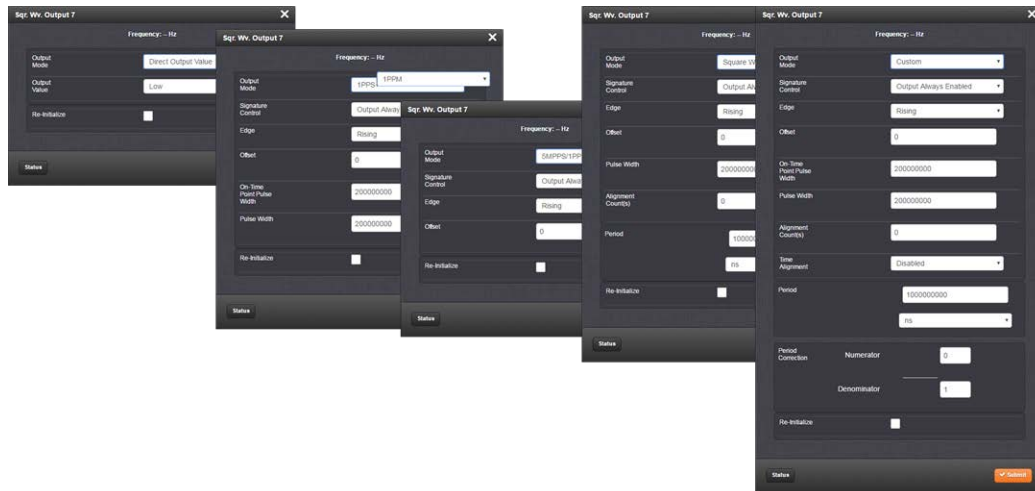 Sqr. Wv. Output 7 ✕
Frequency: -- Hz
Output Mode Direct Output Value
Output Value Low
Re-Initialize
Status
Sqr. Wv. Output 7 ✕
Frequency: -- Hz
Output Mode 1PPS 1PPM
Signature Control Output Alway
Edge Rising
Offset 0
On-Time Point Pulse Width 200000000
Pulse Width 200000000
Re-Initialize
Status
Sqr. Wv. Output 7
Frequency: -- Hz
Output Mode 5MPPS/1PP
Signature Control Output Alwa
Edge Rising
Offset 0
Re-Initialize
Status
Sqr. Wv. Output 7
Frequency: -- Hz
Output Mode Square W
Signature Control Output Al
Edge Rising
Offset 0
Pulse Width 200000000
Alignment Count(s) 0
Period 10000
ns
Re-Initialize
Status
Sqr. Wv. Output 7 ✕
Frequency: -- Hz
Output Mode Custom
Signature Control Output Always Enabled
Edge Rising
Offset 0
On-Time Point Pulse Width 200000000
Pulse Width 200000000
Alignment Count(s) 0
Time Alignment Disabled
Period 1000000000
ns
Period Correction Numerator 0
Denominator 1
Re-Initialize
Status ✔ Submit